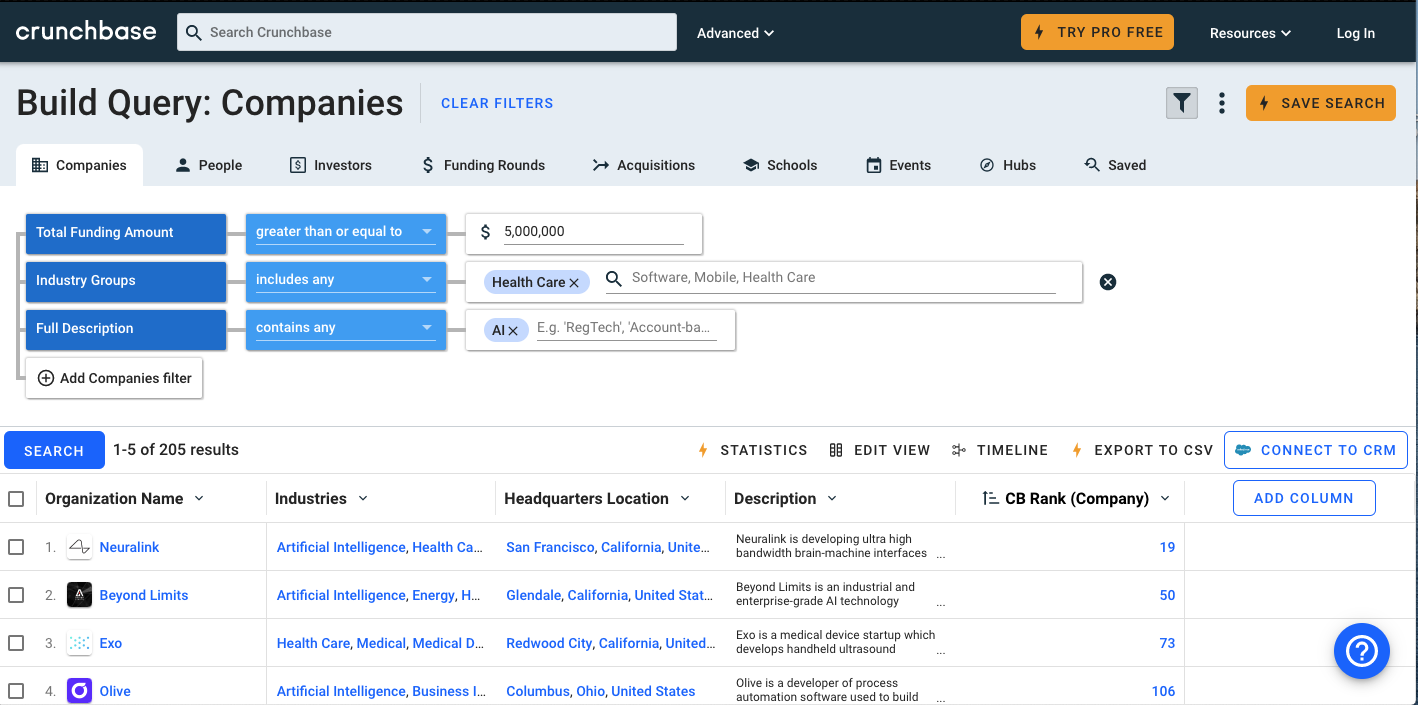 crunchbase Search Crunchbase Advanced TRY PRO FREE Resources Log In
Build Query: Companies CLEAR FILTERS SAVE SEARCH
Companies People Investors Funding Rounds Acquisitions Schools Events Hubs Saved
Total Funding Amount greater than or equal to $ 5,000,000
Industry Groups includes any Health Care Software, Mobile, Health Care
Full Description contains any AI E.g. 'RegTech', 'Account-ba...
Add Companies filter
SEARCH 1-5 of 205 results STATISTICS EDIT VIEW TIMELINE EXPORT TO CSV CONNECT TO CRM
Organization Name Industries Headquarters Location Description CB Rank (Company) ADD COLUMN
1. Neuralink Artificial Intelligence, Health Ca... San Francisco, California, Unite... Neuralink is developing ultra high
bandwidth brain-machine interfaces ... 19
2. Beyond Limits Artificial Intelligence, Energy, H... Glendale, California, United Stat... Beyond Limits is an industrial and
enterprise-grade AI technology ... 50
3. Exo Health Care, Medical, Medical D... Redwood City, California, United... Exo is a medical device startup which
develops handheld ultrasound ... 73
4. Olive Artificial Intelligence, Business I... Columbus, Ohio, United States Olive is a developer of process
automation software used to build ... 106